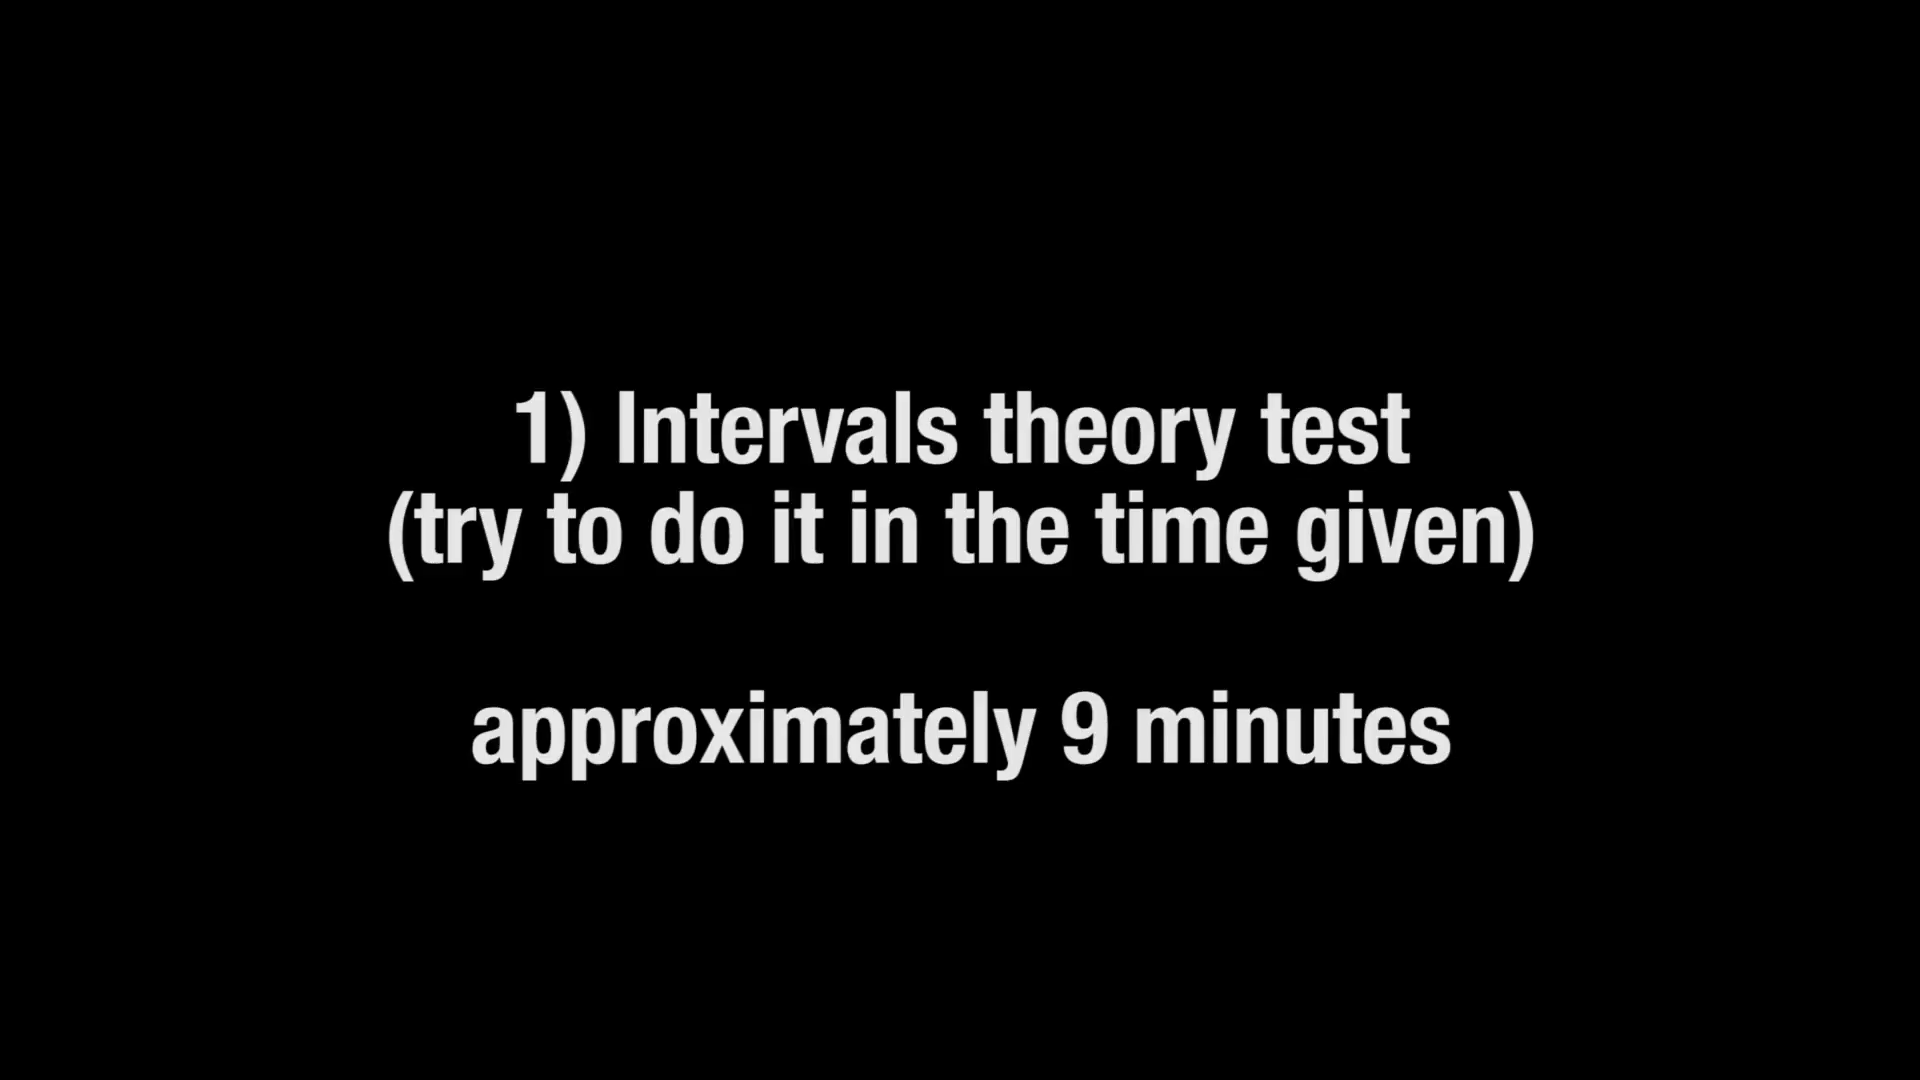 1) Intervals theory test
(try to do it in the time given)
approximately 9 minutes